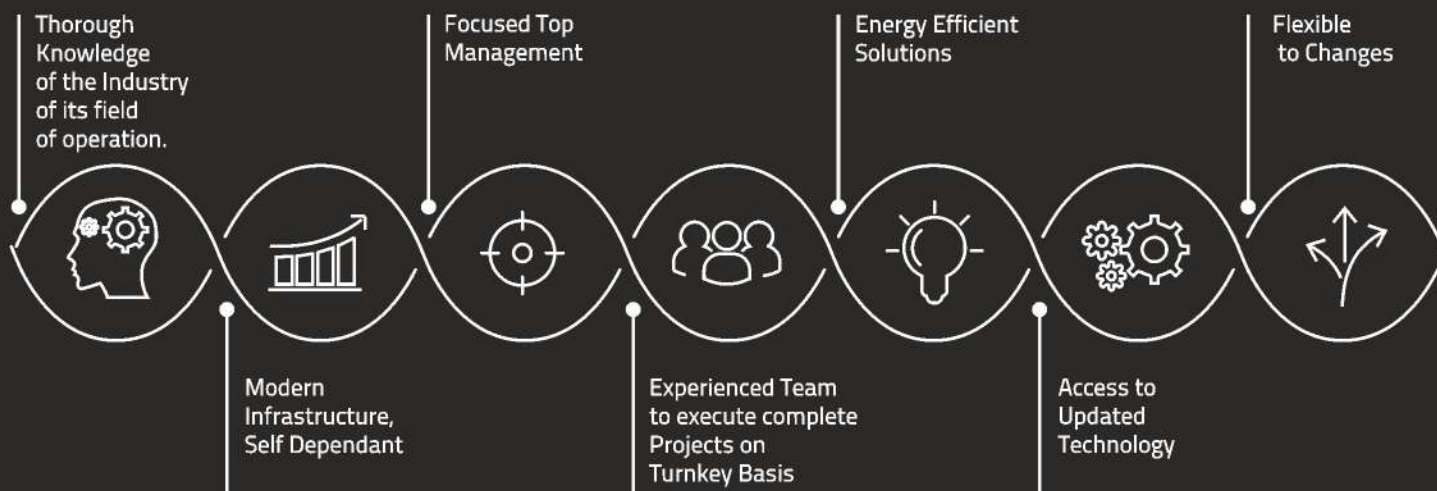 Thorough
Knowledge
of the Industry
of its field
of operation.
Modern
Infrastructure,
Self Dependant
Focused Top
Management
Experienced Team
to execute complete
Projects on
Turnkey Basis
Energy Efficient
Solutions
Access to
Updated
Technology
Flexible
to Changes